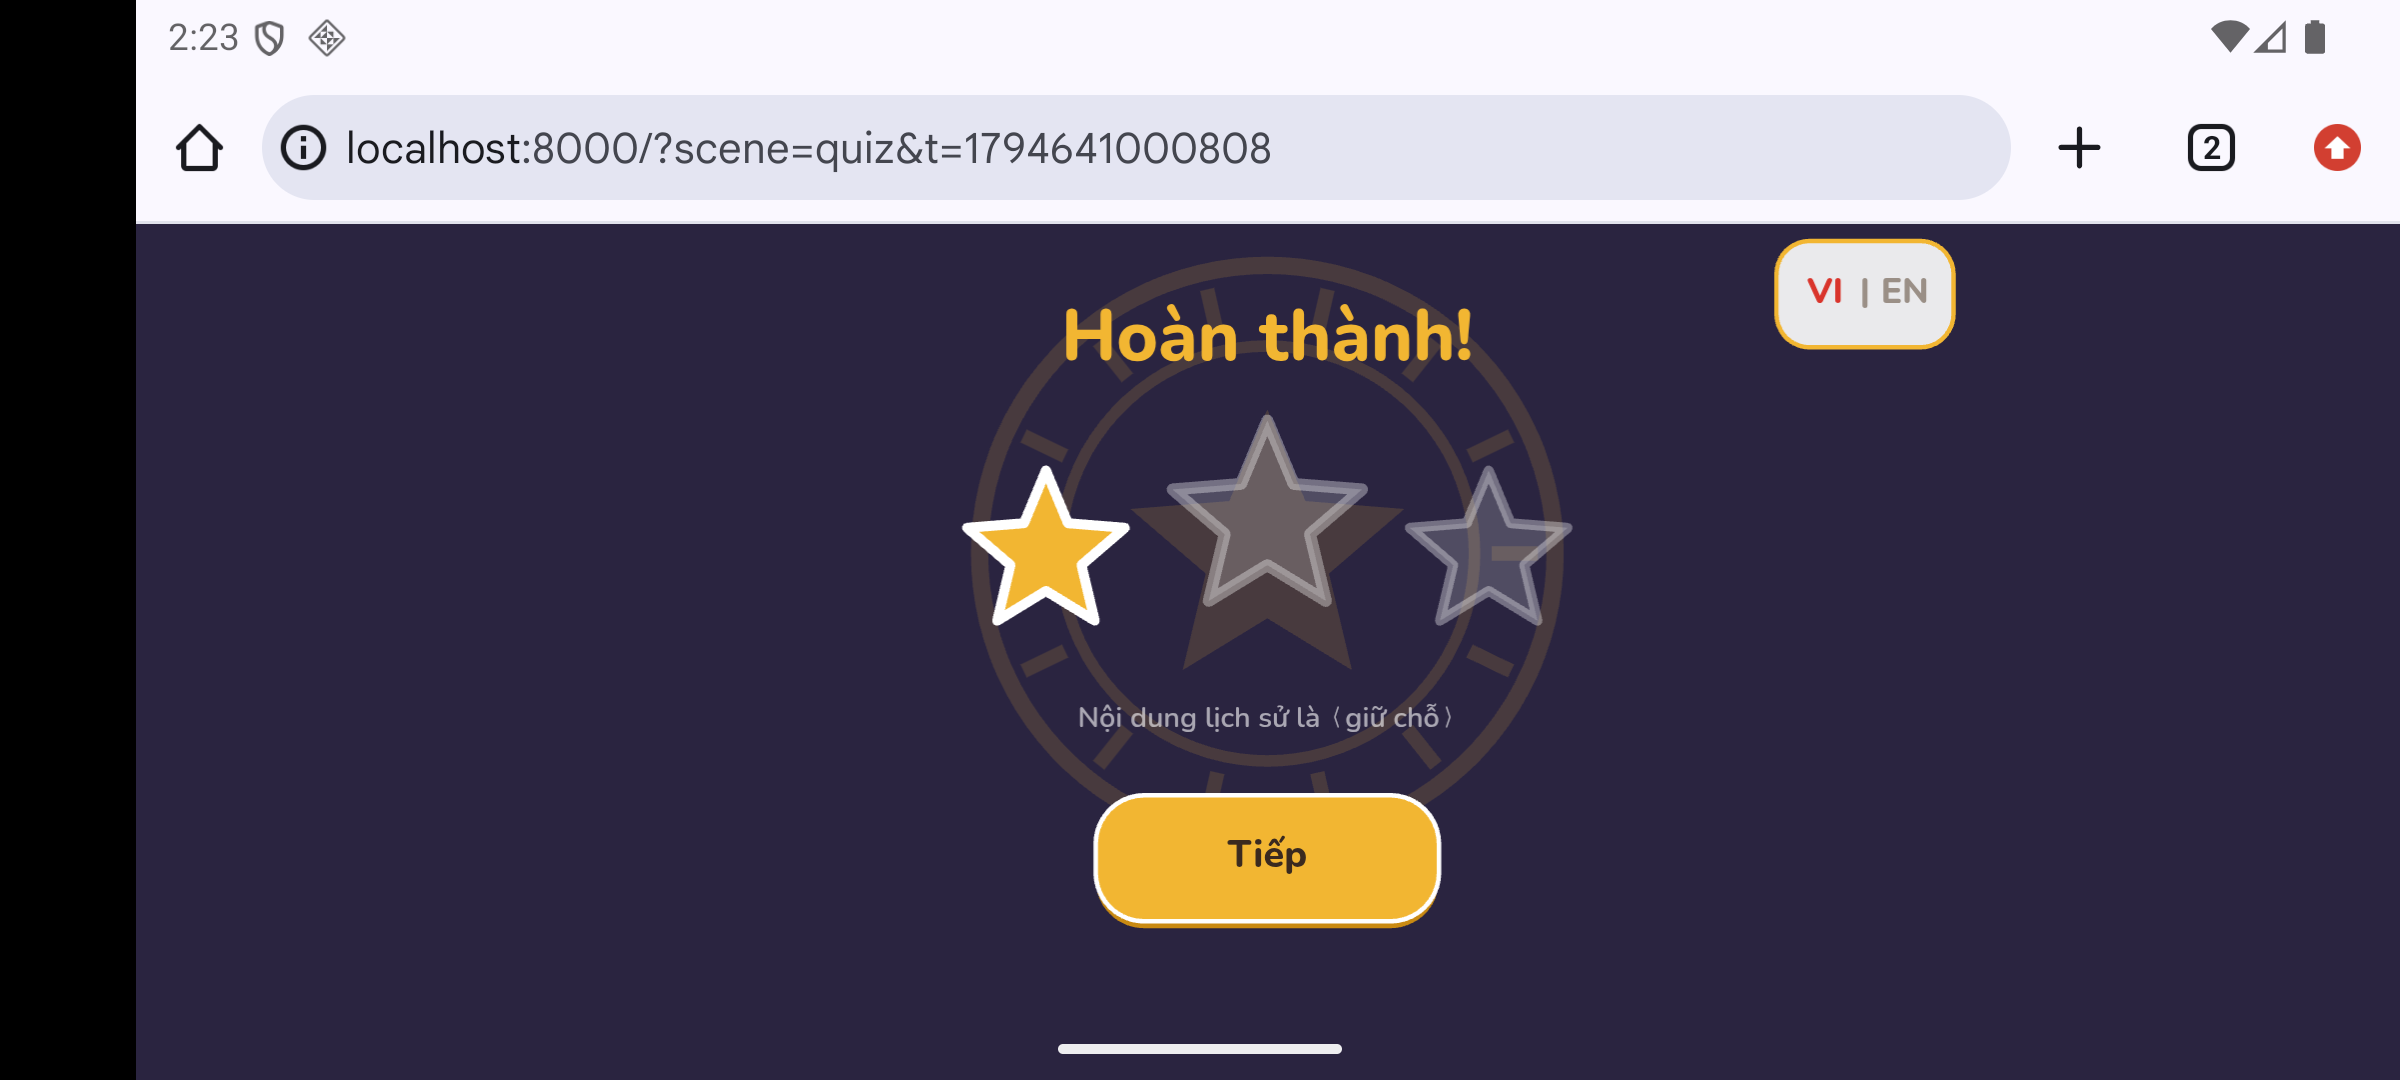 2:23
localhost:8000/?scene=quiz&t=1794641000808
2
VI | EN
Hoàn thành!
Nội dung lịch sử là ⟨giữ chỗ⟩
Tiếp